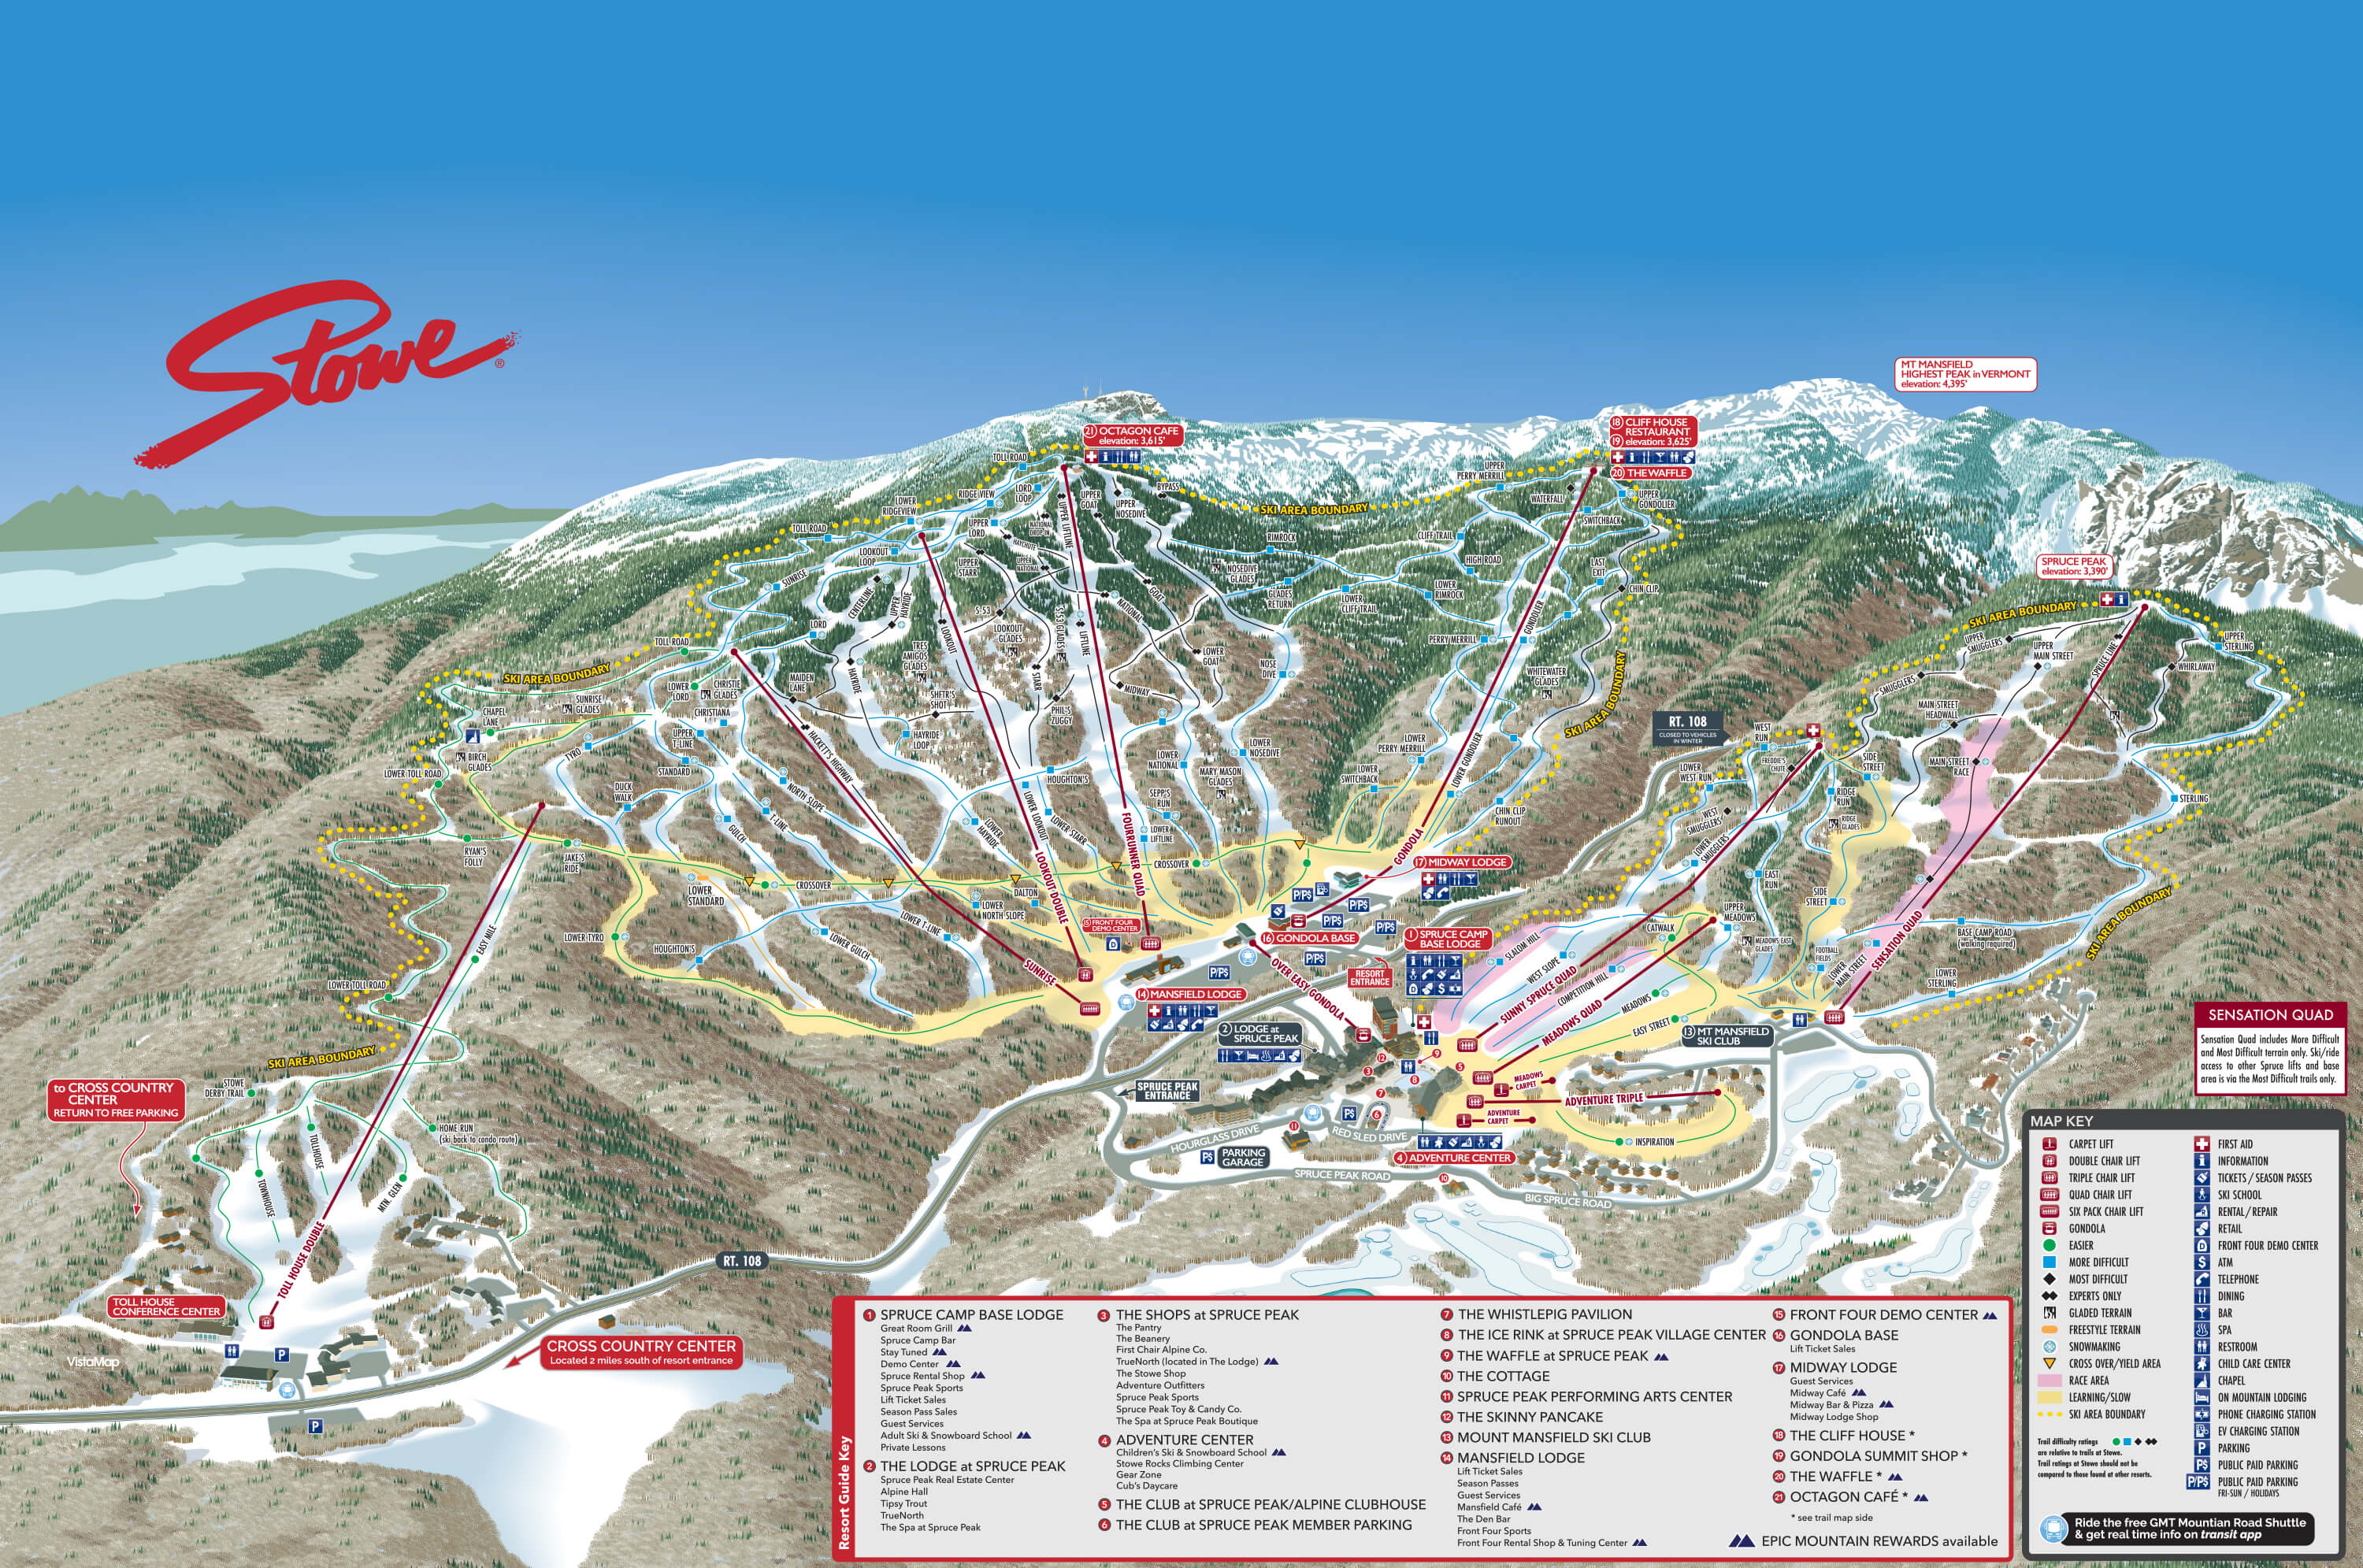 Stowe
®
MT MANSFIELD
HIGHEST PEAK in VERMONT
elevation: 4,395'
18 CLIFF HOUSE
RESTAURANT
19 elevation: 3,625'
20 THE WAFFLE
21 OCTAGON CAFE
elevation: 3,615'
SPRUCE PEAK
elevation: 3,390'
TOLL ROAD
UPPER
PERRY MERRILL
BYPASS
RIDGE VIEW
LORD
LOOP
UPPER
GOAT
UPPER
NOSEDIVE
UPPER LIFTLINE
WATERFALL
UPPER
GONDOLIER
SWITCHBACK
LOWER
RIDGEVIEW
SKI AREA BOUNDARY
TOLL ROAD
UPPER
LORD
NATIONAL
DROP-IN
HAYCHUTE
UPPER
NATIONAL
RIMROCK
CLIFF TRAIL
LOOKOUT
LOOP
UPPER
STARR
HIGH ROAD
LAST
EXIT
SUNRISE
NOSEDIVE
GLADES
GLADES
RETURN
LOWER
CLIFF TRAIL
LOWER
RIMROCK
CHIN CLIP
CENTERLINE
UPPER
HAYRIDE
GOAT
NATIONAL
S-53
S-53 GLADES
LIFTLINE
LOOKOUT
LOOKOUT
GLADES
GONDOLIER
PERRY MERRILL
LORD
TOLL ROAD
SKI AREA BOUNDARY
TRES
AMIGOS
GLADES
LOWER
GOAT
NOSE
DIVE
WHITEWATER
GLADES
SKI AREA BOUNDARY
SKI AREA BOUNDARY
UPPER
SMUGGLERS
UPPER
MAIN STREET
SPRUCE LINE
UPPER
STERLING
WHIRLAWAY
SMUGGLERS
LOWER
LORD
CHRISTIE
GLADES
MAIDEN
LANE
HAYRIDE
SHFTR'S
SHOT
STARR
PHIL'S
ZUGGY
MIDWAY
SUNRISE
GLADES
CHAPEL
LANE
CHRISTIANA
UPPER
T-LINE
HACKETT'S HIGHWAY
HAYRIDE
LOOP
LOWER
NOSEDIVE
LOWER
PERRY MERRILL
LOWER GONDOLIER
RT. 108
CLOSED TO VEHICLES
IN WINTER
WEST
RUN
MAIN STREET
HEADWALL
MAIN STREET
RACE
BIRCH
GLADES
LOWER TOLL ROAD
TYRO
STANDARD
LOWER
NATIONAL
MARY MASON
GLADES
LOWER
SWITCHBACK
LOWER
WEST RUN
FREDDIE'S
CHUTE
SIDE
STREET
DUCK
WALK
NORTH SLOPE
HOUGHTON'S
SEPP'S
RUN
CHIN CLIP
RUNOUT
RIDGE
RUN
STERLING
GULCH
T-LINE
LOWER
HAYRIDE
LOWER LOOKOUT
LOWER STARR
LOWER
LIFTLINE
WEST
SMUGGLERS
RIDGE
GLADES
RYAN'S
FOLLY
JAKE'S
RIDE
CROSSOVER
CROSSOVER
GONDOLA
17 MIDWAY LODGE
LOWER
SMUGGLERS
LOWER
STANDARD
DALTON
LOOKOUT DOUBLE
FOURRUNNER QUAD
EAST
RUN
SIDE
STREET
LOWER
NORTH SLOPE
LOWER T-LINE
15 FRONT FOUR
DEMO CENTER
P/P$
P/P$
P/P$
P/P$
P/P$
P/P$
16 GONDOLA BASE
1 SPRUCE CAMP
BASE LODGE
UPPER
MEADOWS
CATWALK
MEADOWS EAST
GLADES
FOOTBALL
FIELDS
SENSATION QUAD
BASE CAMP ROAD
(walking required)
SKI AREA BOUNDARY
LOWER TYRO
HOUGHTON'S
LOWER GULCH
SUNRISE
EASY MILE
SLALOM HILL
WEST SLOPE
COMPETITION HILL
SUNNY SPRUCE QUAD
MEADOWS QUAD
MEADOWS
EASY STREET
LOWER
MAIN STREET
LOWER
STERLING
LOWER TOLL ROAD
14 MANSFIELD LODGE
OVER EASY GONDOLA
RESORT
ENTRANCE
2 LODGE at
SPRUCE PEAK
13 MT MANSFIELD
SKI CLUB
SKI AREA BOUNDARY
SENSATION QUAD
Sensation Quad includes More Difficult
and Most Difficult terrain only. Ski/ride
access to other Spruce lifts and base
area is via the Most Difficult trails only.
to CROSS COUNTRY
CENTER
RETURN TO FREE PARKING
STOWE
DERBY TRAIL
SPRUCE PEAK
ENTRANCE
MEADOWS
CARPET
ADVENTURE TRIPLE
ADVENTURE
CARPET
INSPIRATION
HOME RUN
(ski back to condo route)
TOLLHOUSE
TOWNHOUSE
MTN. GLEN
TOLL HOUSE DOUBLE
HOURGLASS DRIVE
RED SLED DRIVE
P$
P$
PARKING
GARAGE
4 ADVENTURE CENTER
SPRUCE PEAK ROAD
BIG SPRUCE ROAD
RT. 108
TOLL HOUSE
CONFERENCE CENTER
CROSS COUNTRY CENTER
Located 2 miles south of resort entrance
VistaMap
P
P
Resort Guide Key
1 SPRUCE CAMP BASE LODGE
Great Room Grill
Spruce Camp Bar
Stay Tuned
Demo Center
Spruce Rental Shop
Spruce Peak Sports
Lift Ticket Sales
Season Pass Sales
Guest Services
Adult Ski & Snowboard School
Private Lessons
2 THE LODGE at SPRUCE PEAK
Spruce Peak Real Estate Center
Alpine Hall
Tipsy Trout
TrueNorth
The Spa at Spruce Peak
3 THE SHOPS at SPRUCE PEAK
The Pantry
The Beanery
First Chair Alpine Co.
TrueNorth (located in The Lodge)
The Stowe Shop
Adventure Outfitters
Spruce Peak Sports
Spruce Peak Toy & Candy Co.
The Spa at Spruce Peak Boutique
4 ADVENTURE CENTER
Children's Ski & Snowboard School
Stowe Rocks Climbing Center
Gear Zone
Cub's Daycare
5 THE CLUB at SPRUCE PEAK/ALPINE CLUBHOUSE
6 THE CLUB at SPRUCE PEAK MEMBER PARKING
7 THE WHISTLEPIG PAVILION
8 THE ICE RINK at SPRUCE PEAK VILLAGE CENTER
9 THE WAFFLE at SPRUCE PEAK
10 THE COTTAGE
11 SPRUCE PEAK PERFORMING ARTS CENTER
12 THE SKINNY PANCAKE
13 MOUNT MANSFIELD SKI CLUB
14 MANSFIELD LODGE
Lift Ticket Sales
Season Passes
Guest Services
Mansfield Café
The Den Bar
Front Four Sports
Front Four Rental Shop & Tuning Center
15 FRONT FOUR DEMO CENTER
16 GONDOLA BASE
Lift Ticket Sales
17 MIDWAY LODGE
Guest Services
Midway Café
Midway Bar & Pizza
Midway Lodge Shop
18 THE CLIFF HOUSE *
19 GONDOLA SUMMIT SHOP *
20 THE WAFFLE *
21 OCTAGON CAFÉ *
* see trail map side
EPIC MOUNTAIN REWARDS available
MAP KEY
CARPET LIFT
DOUBLE CHAIR LIFT
TRIPLE CHAIR LIFT
QUAD CHAIR LIFT
SIX PACK CHAIR LIFT
GONDOLA
EASIER
MORE DIFFICULT
MOST DIFFICULT
EXPERTS ONLY
GLADED TERRAIN
FREESTYLE TERRAIN
SNOWMAKING
CROSS OVER/YIELD AREA
RACE AREA
LEARNING/SLOW
SKI AREA BOUNDARY
Trail difficulty ratings
are relative to trails at Stowe.
Trail ratings at Stowe should not be
compared to those found at other resorts.
FIRST AID
INFORMATION
TICKETS / SEASON PASSES
SKI SCHOOL
RENTAL/REPAIR
RETAIL
FRONT FOUR DEMO CENTER
$ ATM
TELEPHONE
DINING
BAR
SPA
RESTROOM
CHILD CARE CENTER
CHAPEL
ON MOUNTAIN LODGING
PHONE CHARGING STATION
EV CHARGING STATION
P PARKING
P$ PUBLIC PAID PARKING
P/P$ PUBLIC PAID PARKING
FRI-SUN / HOLIDAYS
Ride the free GMT Mountian Road Shuttle
& get real time info on transit app